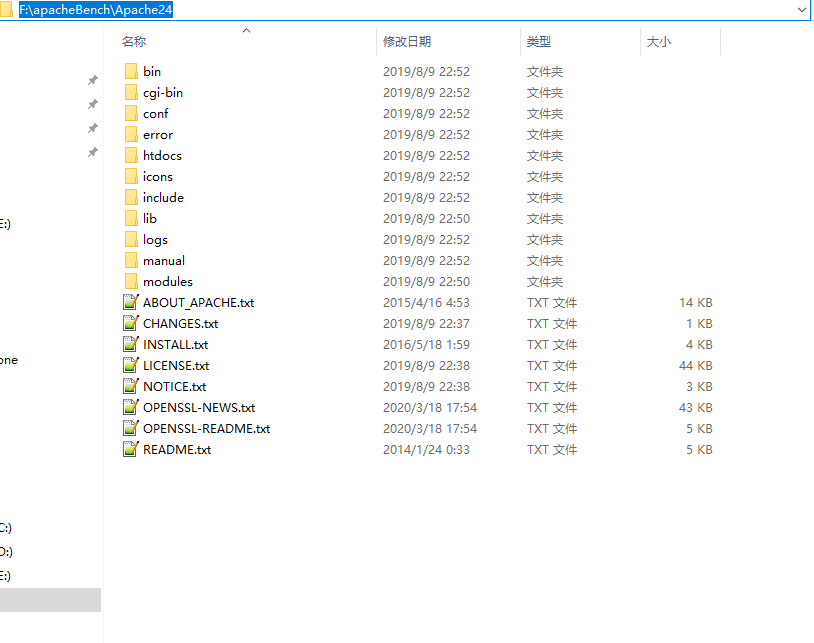 F:\apacheBench\Apache24
名称 修改日期 类型 大小
bin 2019/8/9 22:52 文件夹
cgi-bin 2019/8/9 22:52 文件夹
conf 2019/8/9 22:52 文件夹
error 2019/8/9 22:52 文件夹
htdocs 2019/8/9 22:52 文件夹
icons 2019/8/9 22:52 文件夹
include 2019/8/9 22:52 文件夹
E:)
lib 2019/8/9 22:50 文件夹
logs 2019/8/9 22:52 文件夹
manual 2019/8/9 22:52 文件夹
modules 2019/8/9 22:50 文件夹
ABOUT_APACHE.txt 2015/4/16 4:53 TXT 文件 14 KB
CHANGES.txt 2019/8/9 22:37 TXT 文件 1 KB
INSTALL.txt 2016/5/18 1:59 TXT 文件 4 KB
one
LICENSE.txt 2019/8/9 22:38 TXT 文件 44 KB
NOTICE.txt 2019/8/9 22:38 TXT 文件 3 KB
OPENSSL-NEWS.txt 2020/3/18 17:54 TXT 文件 43 KB
OPENSSL-README.txt 2020/3/18 17:54 TXT 文件 5 KB
README.txt 2014/1/24 0:33 TXT 文件 5 KB
C:)
D:)
E:)